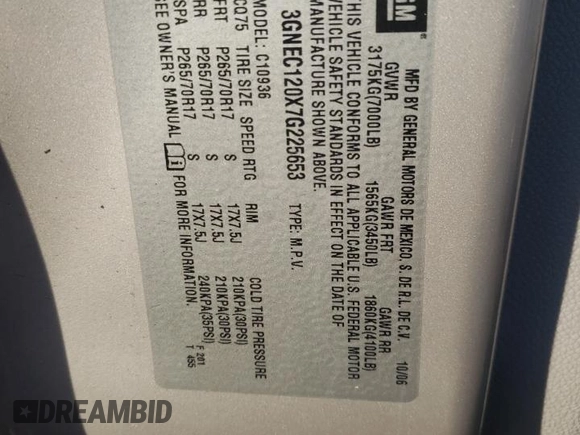 GM
MFD BY GENERAL MOTORS DE MEXICO, S. DE R.L. DE C.V. 10/06
GVWR GAWR FRT GAWR RR
3175KG(7000LB) 1565KG(3450LB) 1860KG(4100LB)
THIS VEHICLE CONFORMS TO ALL APPLICABLE U.S. FEDERAL MOTOR
VEHICLE SAFETY STANDARDS IN EFFECT ON THE DATE OF
MANUFACTURE SHOWN ABOVE.
3GNEC120X7G225653 TYPE: M.P.V.
MODEL: C10936
CQ75 TIRE SIZE SPEED RTG RIM COLD TIRE PRESSURE
FRT P265/70R17 S 17X7.5J 210KPA(30PSI)
RR P265/70R17 S 17X7.5J 210KPA(30PSI)
SPA P265/70R17 S 17X7.5J 240KPA(35PSI)
SEE OWNER'S MANUAL i FOR MORE INFORMATION.
F 201
T 455
DREAMBID